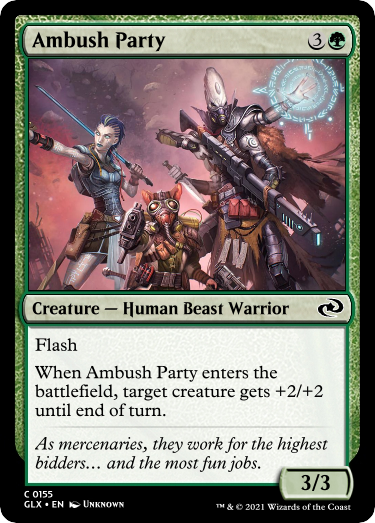 Ambush Party 3
Creature — Human Beast Warrior
Flash
When Ambush Party enters the
battlefield, target creature gets +2/+2
until end of turn.
As mercenaries, they work for the highest
bidders… and the most fun jobs.
3/3
C 0155
GLX • EN Unknown
™ & © 2021 Wizards of the Coast